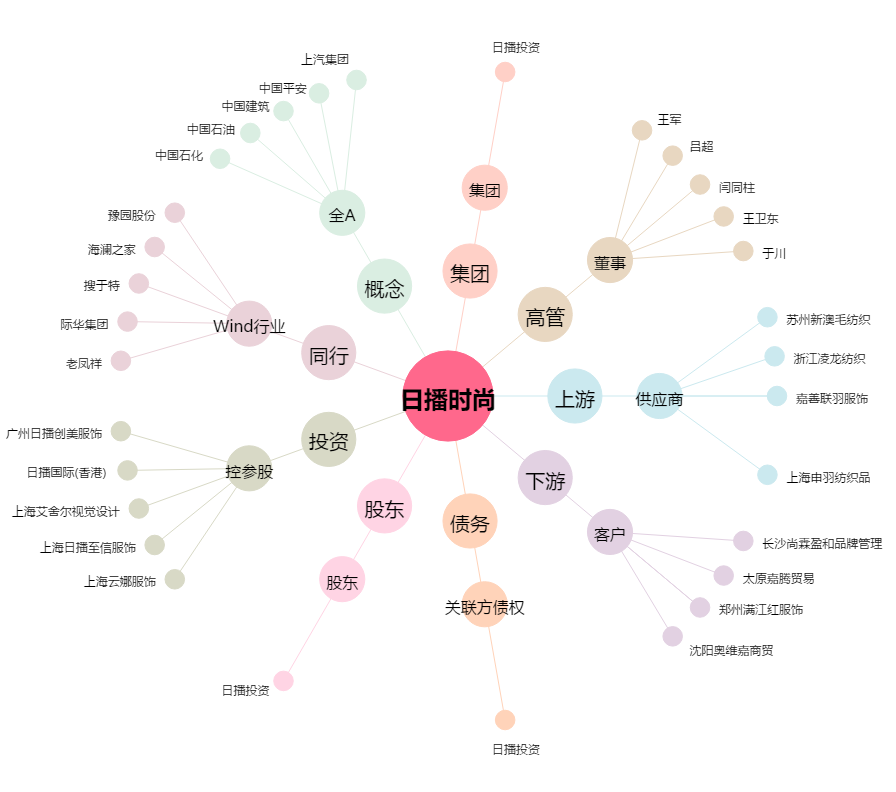 日播投资
上汽集团
中国平安
中国建筑
中国石油
中国石化
王军
吕超
闫同柱
王卫东
于川
集团
全A
豫园股份
海澜之家
搜于特
际华集团
老凤祥
董事
集团
概念
高管
Wind行业
同行
苏州新澳毛纺织
浙江凌龙纺织
嘉善联羽服饰
上海申羽纺织品
日播时尚
上游
供应商
广州日播创美服饰
日播国际(香港)
上海艾舍尔视觉设计
上海日播至信服饰
上海云娜服饰
投资
控参股
下游
股东
债务
客户
长沙尚霖盈和品牌管理
太原嘉腾贸易
郑州满江红服饰
沈阳奥维嘉商贸
股东
关联方债权
日播投资
日播投资